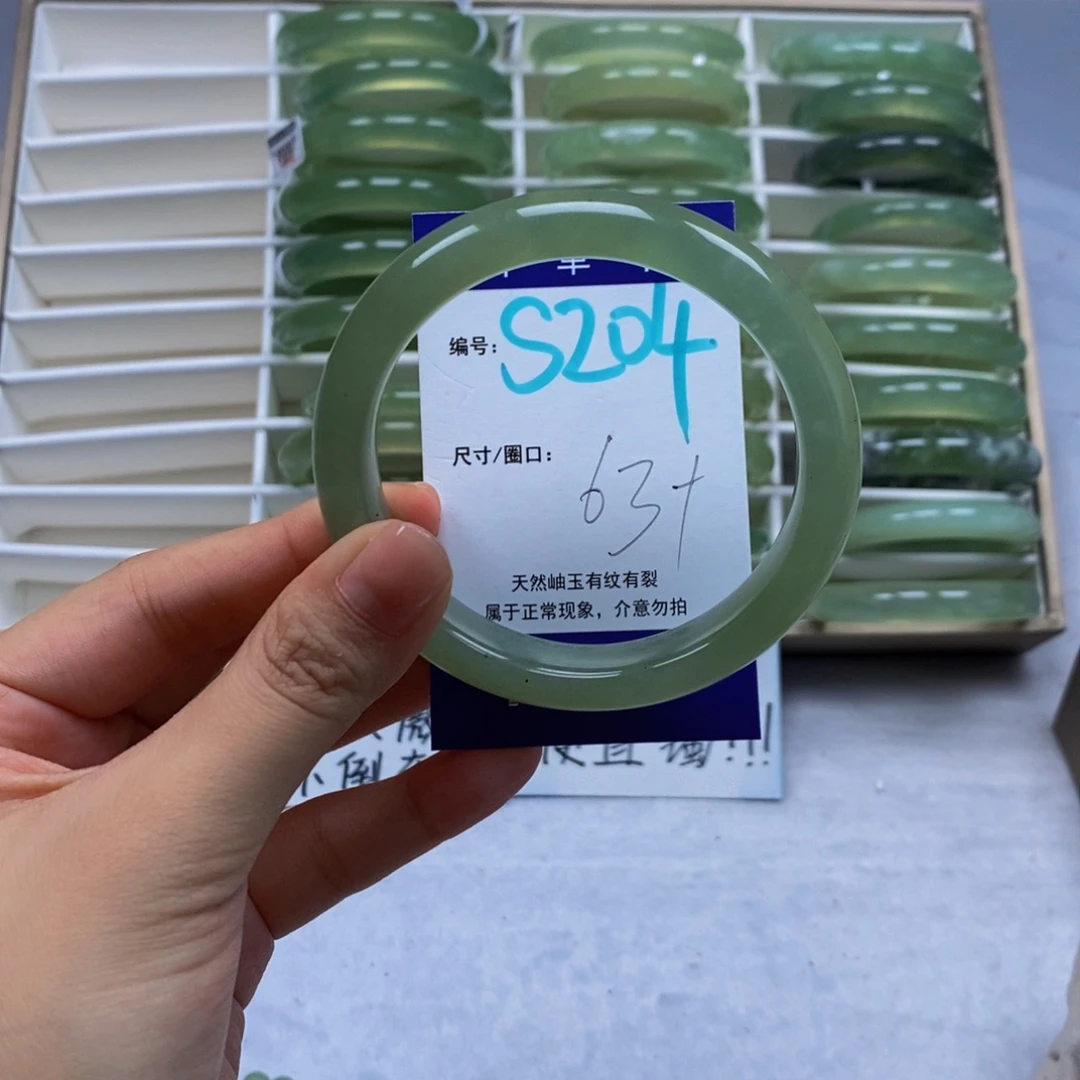 编号：S204
尺寸/圈口：63+
天然岫玉有纹有裂
属于正常现象，介意勿拍